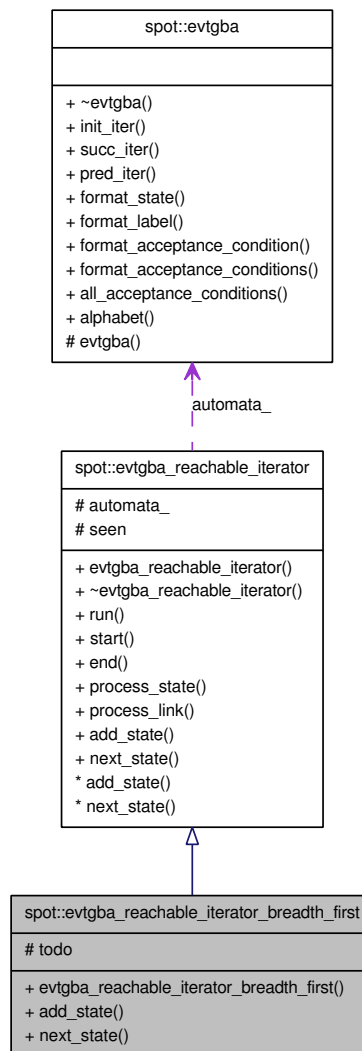 spot::evtgba
+ ~evtgba()
+ init_iter()
+ succ_iter()
+ pred_iter()
+ format_state()
+ format_label()
+ format_acceptance_condition()
+ format_acceptance_conditions()
+ all_acceptance_conditions()
+ alphabet()
# evtgba()
automata_
spot::evtgba_reachable_iterator
# automata_
# seen
+ evtgba_reachable_iterator()
+ ~evtgba_reachable_iterator()
+ run()
+ start()
+ end()
+ process_state()
+ process_link()
+ add_state()
+ next_state()
* add_state()
* next_state()
spot::evtgba_reachable_iterator_breadth_first
# todo
+ evtgba_reachable_iterator_breadth_first()
+ add_state()
+ next_state()